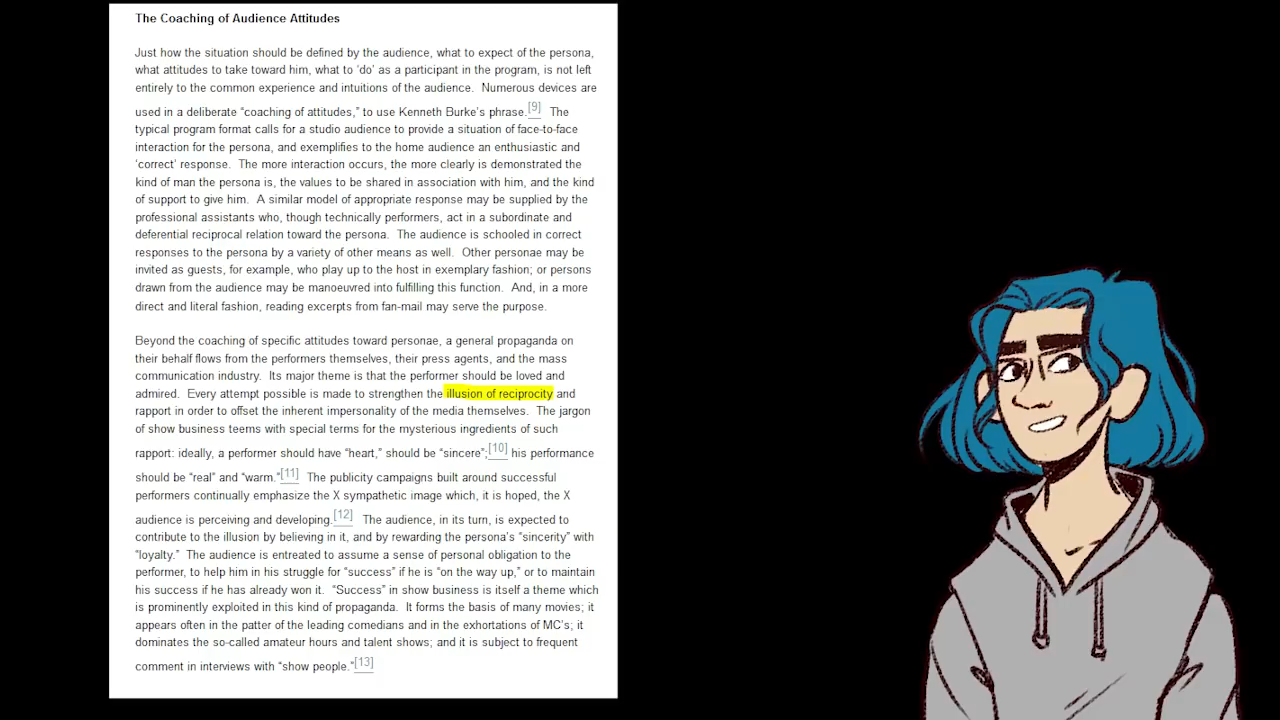 The Coaching of Audience Attitudes
Just how the situation should be defined by the audience, what to expect of the persona,
what attitudes to take toward him, what to ‘do’ as a participant in the program, is not left
entirely to the common experience and intuitions of the audience. Numerous devices are
used in a deliberate “coaching of attitudes,” to use Kenneth Burke’s phrase.[9] The
typical program format calls for a studio audience to provide a situation of face-to-face
interaction for the persona, and exemplifies to the home audience an enthusiastic and
‘correct’ response. The more interaction occurs, the more clearly is demonstrated the
kind of man the persona is, the values to be shared in association with him, and the kind
of support to give him. A similar model of appropriate response may be supplied by the
professional assistants who, though technically performers, act in a subordinate and
deferential reciprocal relation toward the persona. The audience is schooled in correct
responses to the persona by a variety of other means as well. Other personae may be
invited as guests, for example, who play up to the host in exemplary fashion; or persons
drawn from the audience may be manoeuvred into fulfilling this function. And, in a more
direct and literal fashion, reading excerpts from fan-mail may serve the purpose.
Beyond the coaching of specific attitudes toward personae, a general propaganda on
their behalf flows from the performers themselves, their press agents, and the mass
communication industry. Its major theme is that the performer should be loved and
admired. Every attempt possible is made to strengthen the illusion of reciprocity and
rapport in order to offset the inherent impersonality of the media themselves. The jargon
of show business teems with special terms for the mysterious ingredients of such
rapport: ideally, a performer should have “heart,” should be “sincere”;[10] his performance
should be “real” and “warm.”[11] The publicity campaigns built around successful
performers continually emphasize the X sympathetic image which, it is hoped, the X
audience is perceiving and developing.[12] The audience, in its turn, is expected to
contribute to the illusion by believing in it, and by rewarding the persona’s “sincerity” with
“loyalty.” The audience is entreated to assume a sense of personal obligation to the
performer, to help him in his struggle for “success” if he is “on the way up,” or to maintain
his success if he has already won it. “Success” in show business is itself a theme which
is prominently exploited in this kind of propaganda. It forms the basis of many movies; it
appears often in the patter of the leading comedians and in the exhortations of MC’s; it
dominates the so-called amateur hours and talent shows; and it is subject to frequent
comment in interviews with “show people.”[13]